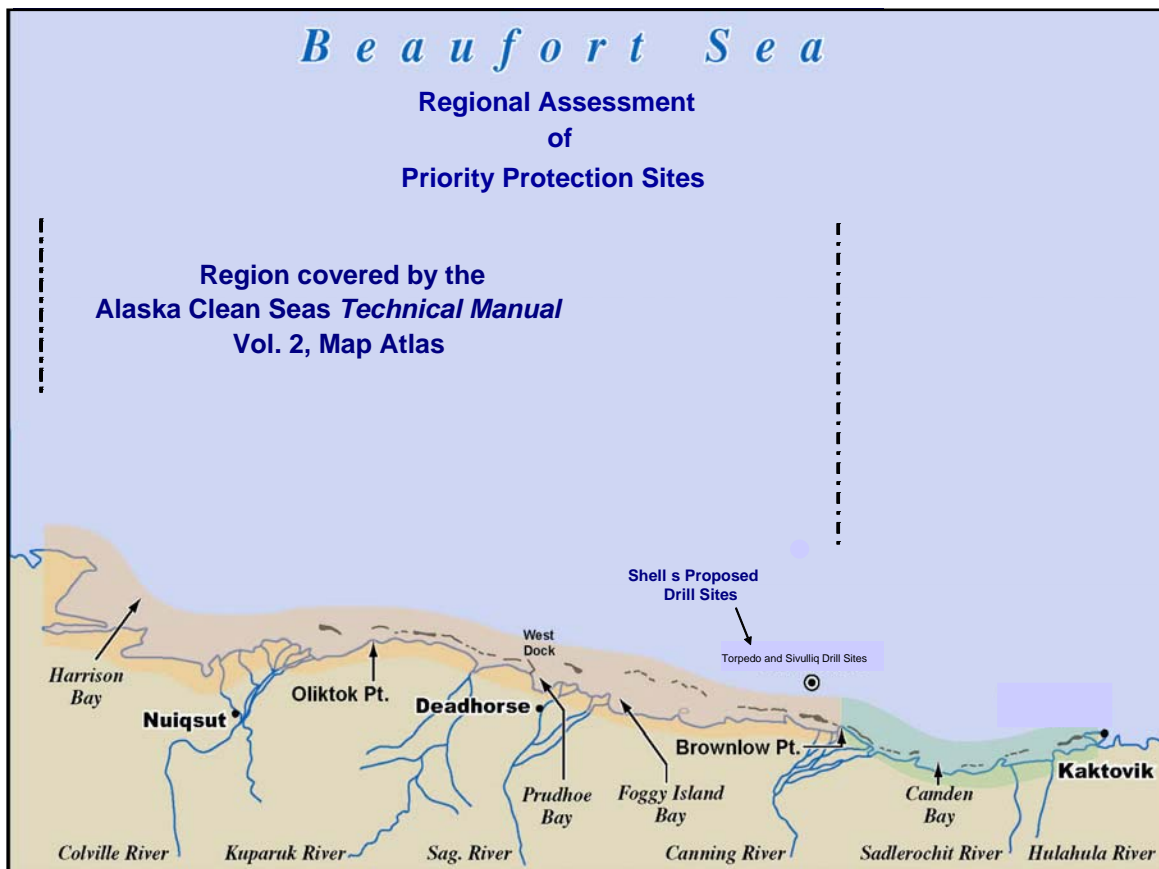 Beaufort Sea
Regional Assessment
of
Priority Protection Sites
Region covered by the
Alaska Clean Seas Technical Manual
Vol. 2, Map Atlas
Shell s Proposed
Drill Sites
West
Dock
Torpedo and Sivulliq Drill Sites
Harrison
Bay
Oliktok Pt.
Nuiqsut
Deadhorse
Brownlow Pt.
Kaktovik
Prudhoe
Bay
Foggy Island
Bay
Camden
Bay
Colville River
Kuparuk River
Sag. River
Canning River
Sadlerochit River
Hulahula River